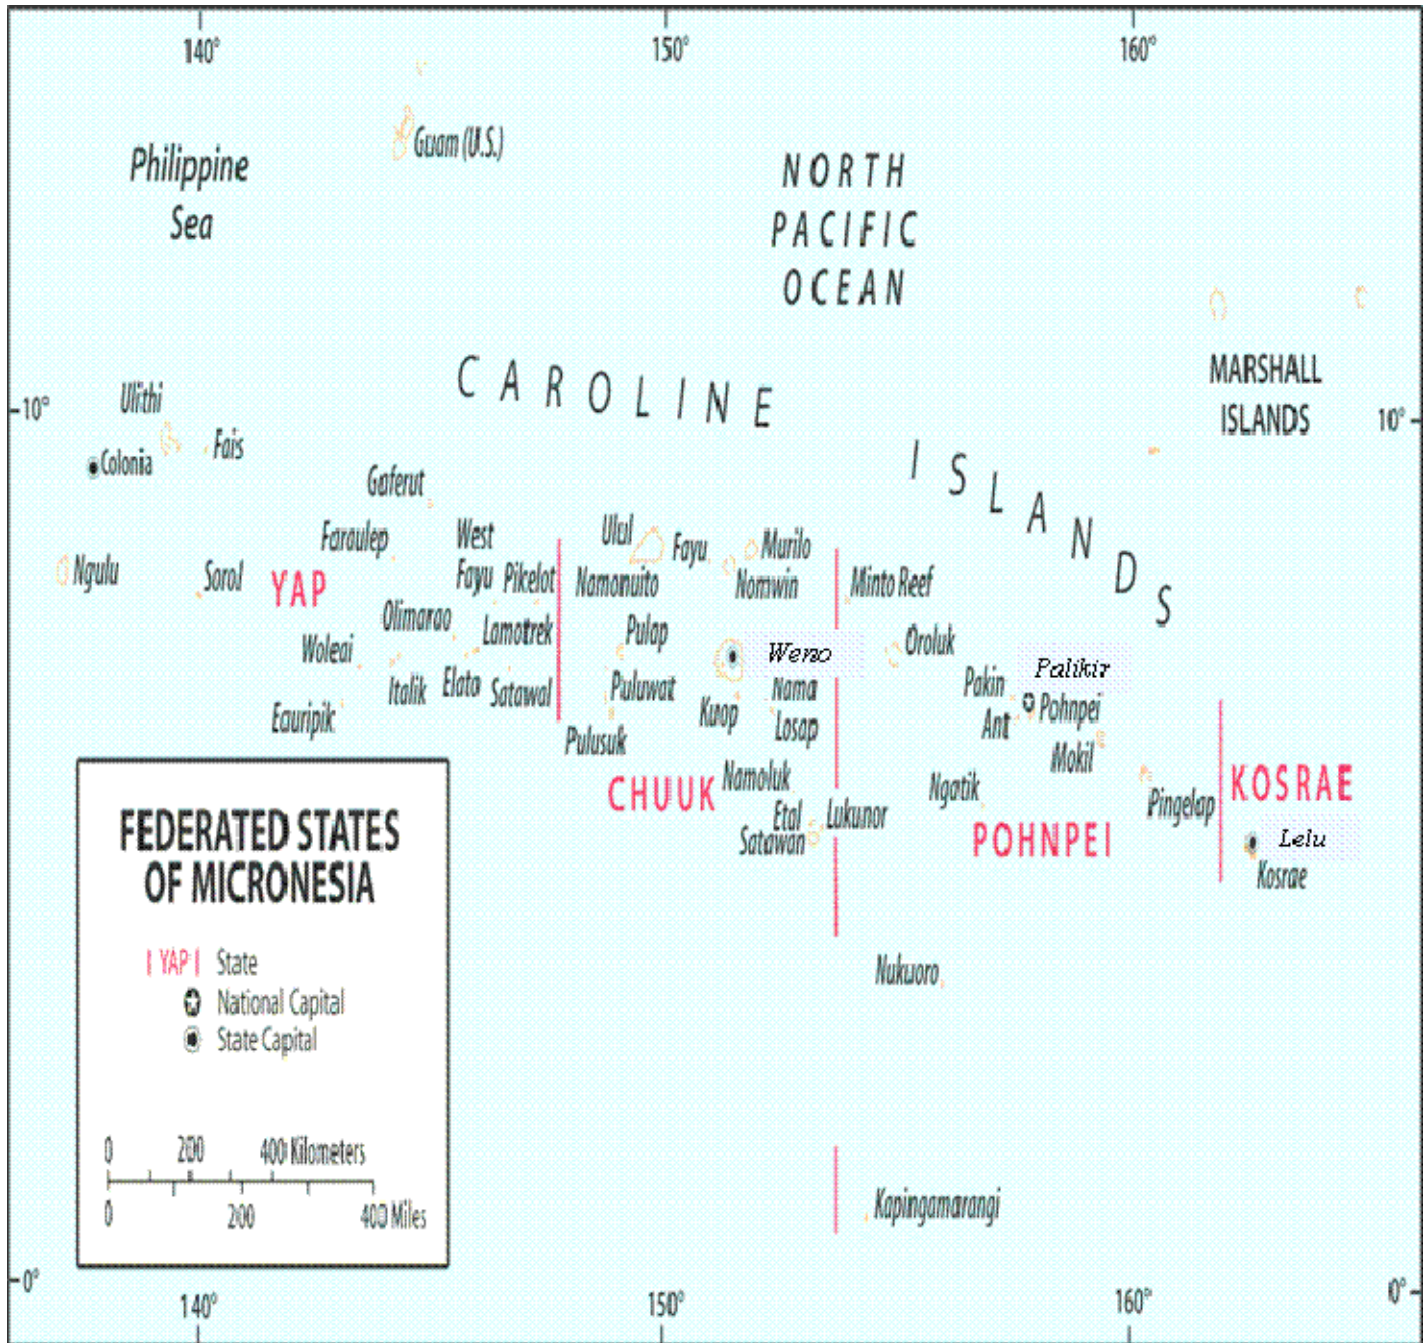 140°
150°
160°
Philippine
Sea
Guam (U.S.)
NORTH
PACIFIC
OCEAN
MARSHALL
ISLANDS
CAROLINE
ISLANDS
10°
10°
Ulithi
Fais
Colonia
Gaferut
Faraulep
West
Fayu
Pikelot
Ngulu
Sorol
YAP
Olimarao
Lamotrek
Woleai
Italik
Elato
Satawal
Eauripik
Ulul
Fayu
Murilo
Namonuito
Nomwin
Pulap
Weno
Puluwat
Kuop
Nama
Losap
Pulusuk
CHUUK
Namoluk
Etal
Lukunor
Satawan
Minto Reef
Oroluk
Pakin
Palikir
Pohnpei
Ant
Mokil
Ngatik
Pingelap
POHNPEI
KOSRAE
Lelu
Kosrae
Nukuoro
Kapingamarangi
FEDERATED STATES
OF MICRONESIA
YAP State
National Capital
State Capital
0 200 400 Kilometers
0 200 400 Miles
0°
0°
140°
150°
160°